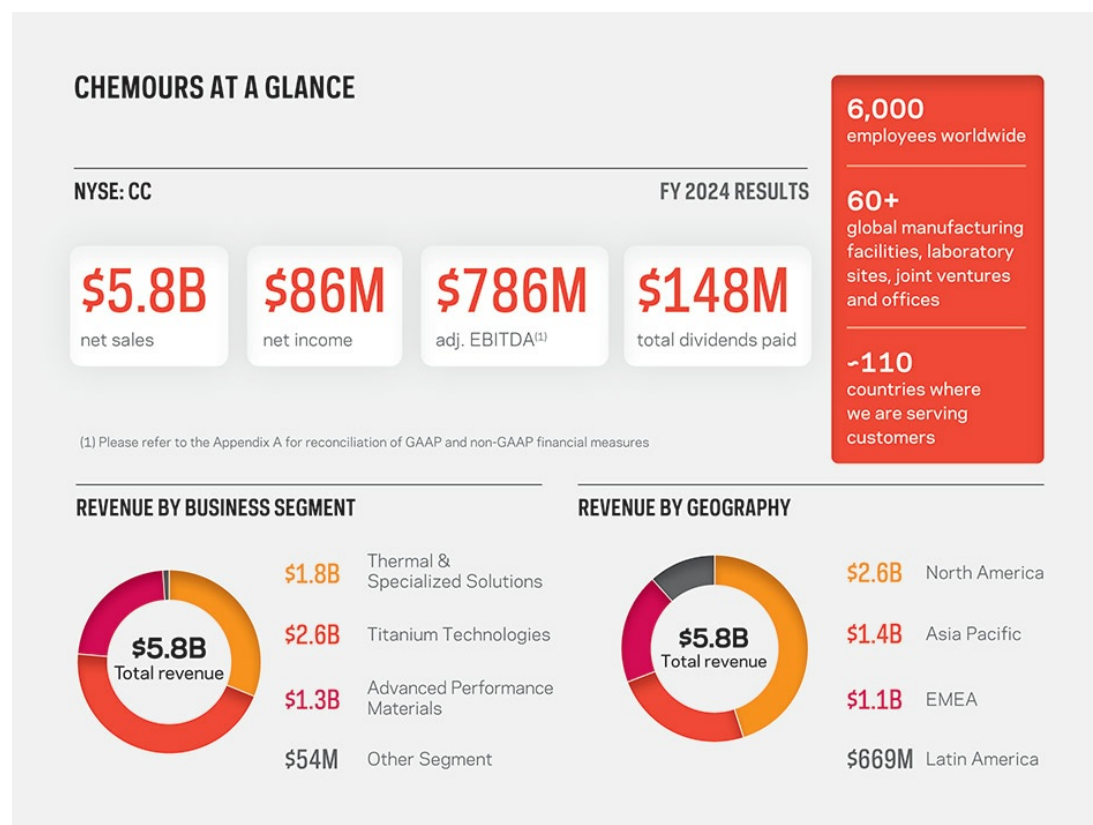 CHEMOURS AT A GLANCE
NYSE: CC
FY 2024 RESULTS
$5.8B
net sales
$86M
net income
$786M
adj. EBITDA(1)
$148M
total dividends paid
(1) Please refer to the Appendix A for reconciliation of GAAP and non-GAAP financial measures
6,000
employees worldwide
60+
global manufacturing
facilities, laboratory
sites, joint ventures
and offices
~110
countries where
we are serving
customers
REVENUE BY BUSINESS SEGMENT
$5.8B
Total revenue
$1.8B
Thermal &
Specialized Solutions
$2.6B
Titanium Technologies
$1.3B
Advanced Performance
Materials
$54M
Other Segment
REVENUE BY GEOGRAPHY
$5.8B
Total revenue
$2.6B
North America
$1.4B
Asia Pacific
$1.1B
EMEA
$669M
Latin America